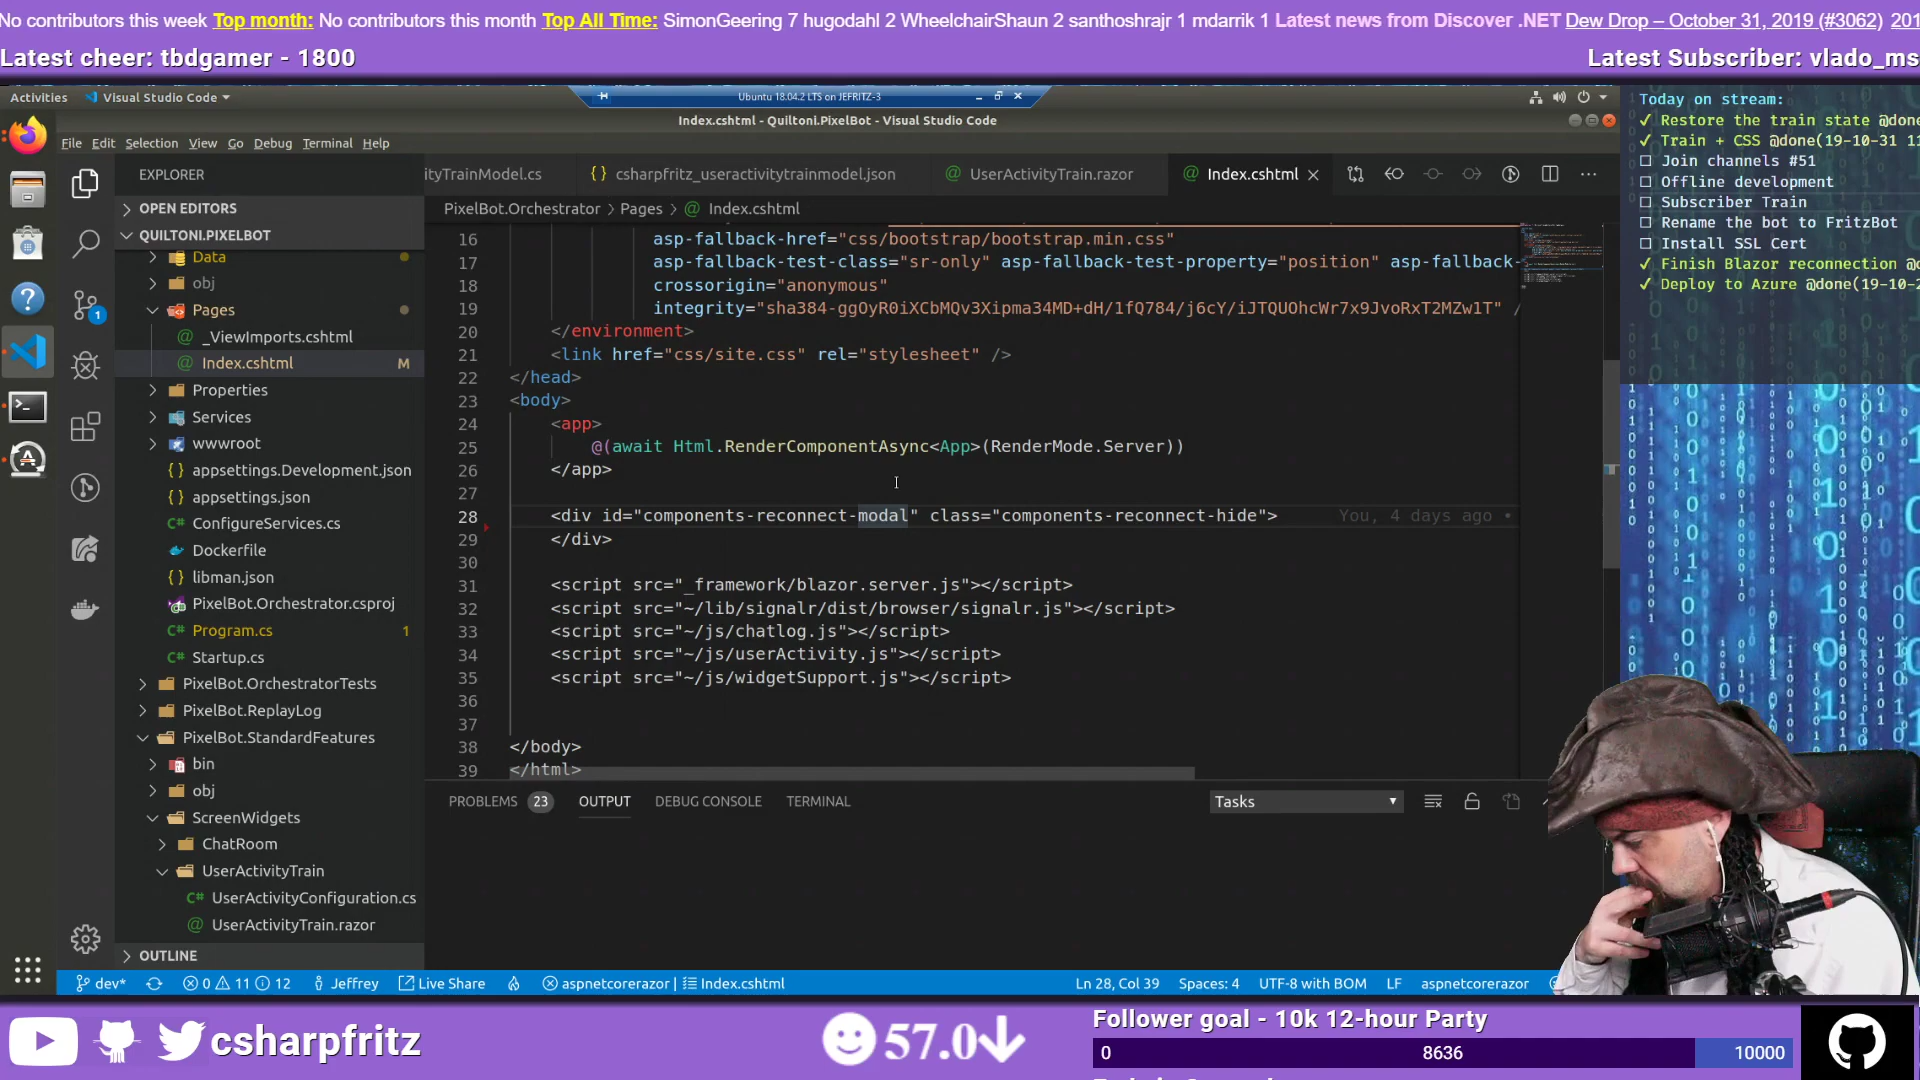 No contributors this week Top month: No contributors this month Top All Time: SimonGeering 7 hugodahl 2 WheelchairShaun 2 santhoshrajr 1 mdarrik 1 Latest news from Discover .NET Dew Drop – October 31, 2019 (#3062) 201
Latest cheer: tbdgamer - 1800
Latest Subscriber: vlado_ms
Activities Visual Studio Code
Ubuntu 18.04.2 LTS on JEFRITZ-3
Index.cshtml - Quiltoni.PixelBot - Visual Studio Code
File Edit Selection View Go Debug Terminal Help
EXPLORER
OPEN EDITORS
QUILTONI.PIXELBOT
Data
obj
Pages
_ViewImports.cshtml
Index.cshtml M
Properties
Services
wwwroot
{} appsettings.Development.json
{} appsettings.json
C# ConfigureServices.cs
Dockerfile
{} libman.json
PixelBot.Orchestrator.csproj
C# Program.cs 1
C# Startup.cs
PixelBot.OrchestratorTests
PixelBot.ReplayLog
PixelBot.StandardFeatures
bin
obj
ScreenWidgets
ChatRoom
UserActivityTrain
C# UserActivityConfiguration.cs
@ UserActivityTrain.razor
OUTLINE
ityTrainModel.cs {} csharpfritz_useractivitytrainmodel.json @ UserActivityTrain.razor @ Index.cshtml
PixelBot.Orchestrator > Pages > @ Index.cshtml
16 asp-fallback-href="css/bootstrap/bootstrap.min.css"
17 asp-fallback-test-class="sr-only" asp-fallback-test-property="position" asp-fallback-
18 crossorigin="anonymous"
19 integrity="sha384-ggOyR0iXCbMQv3Xipma34MD+dH/1fQ784/j6cY/iJTQUOhcWr7x9JvoRxT2MZw1T" /
20 </environment>
21 <link href="css/site.css" rel="stylesheet" />
22 </head>
23 <body>
24 <app>
25 @(await Html.RenderComponentAsync<App>(RenderMode.Server))
26 </app>
27
28 <div id="components-reconnect-modal" class="components-reconnect-hide"> You, 4 days ago •
29 </div>
30
31 <script src="_framework/blazor.server.js"></script>
32 <script src="~/lib/signalr/dist/browser/signalr.js"></script>
33 <script src="~/js/chatlog.js"></script>
34 <script src="~/js/userActivity.js"></script>
35 <script src="~/js/widgetSupport.js"></script>
36
37
38 </body>
39 </html>
PROBLEMS 23 OUTPUT DEBUG CONSOLE TERMINAL Tasks
dev* 0 11 12 Jeffrey Live Share aspnetcorerazor | Index.cshtml Ln 28, Col 39 Spaces: 4 UTF-8 with BOM LF aspnetcorerazor
Today on stream:
✓ Restore the train state @done
✓ Train + CSS @done(19-10-31 11
☐ Join channels #51
☐ Offline development
☐ Subscriber Train
☐ Rename the bot to FritzBot
☐ Install SSL Cert
✓ Finish Blazor reconnection @d
✓ Deploy to Azure @done(19-10-2
csharpfritz
57.0
Follower goal - 10k 12-hour Party
0 8636 10000